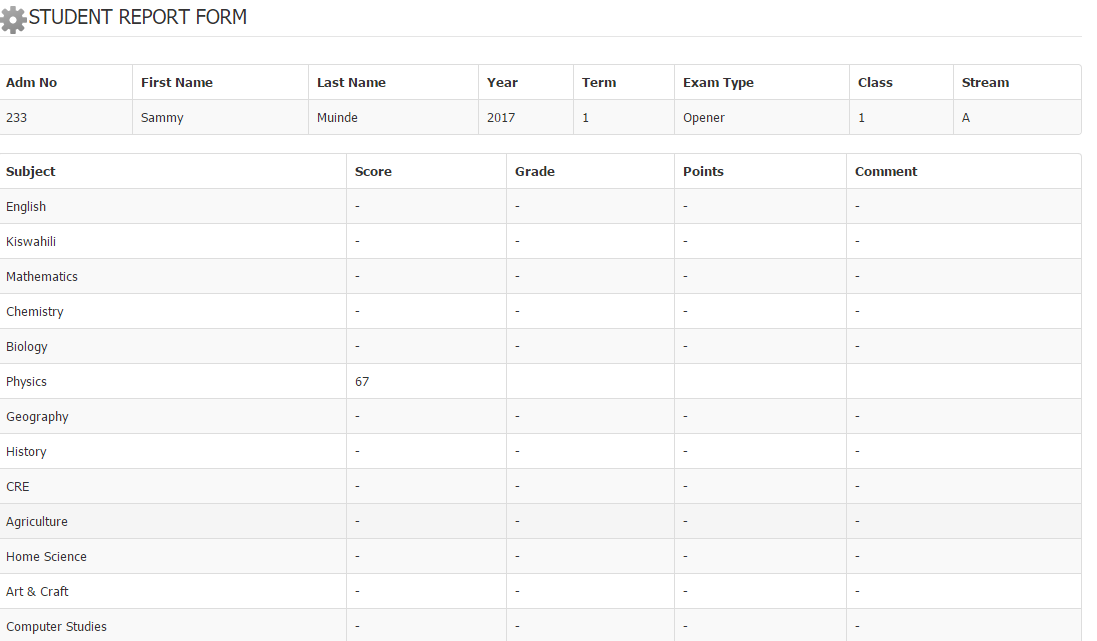 STUDENT REPORT FORM
Adm No First Name Last Name Year Term Exam Type Class Stream
233 Sammy Muinde 2017 1 Opener 1 A
Subject Score Grade Points Comment
English - - - -
Kiswahili - - - -
Mathematics - - - -
Chemistry - - - -
Biology - - - -
Physics 67
Geography - - - -
History - - - -
CRE - - - -
Agriculture - - - -
Home Science - - - -
Art & Craft - - - -
Computer Studies - - - -